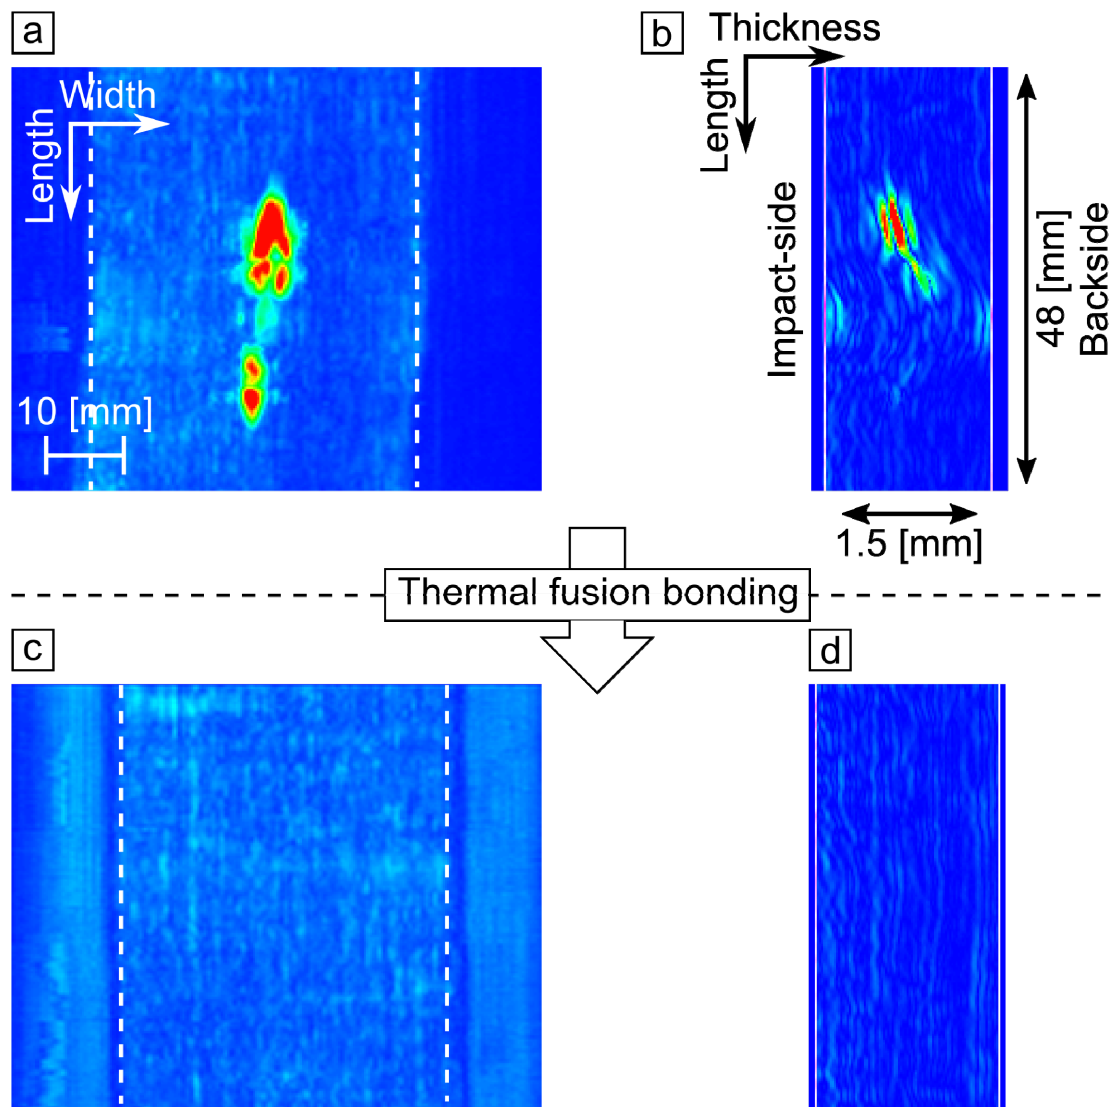 a
Width
Length
10 [mm]
b
Thickness
Length
Impact-side
48 [mm]
Backside
1.5 [mm]
Thermal fusion bonding
c
d